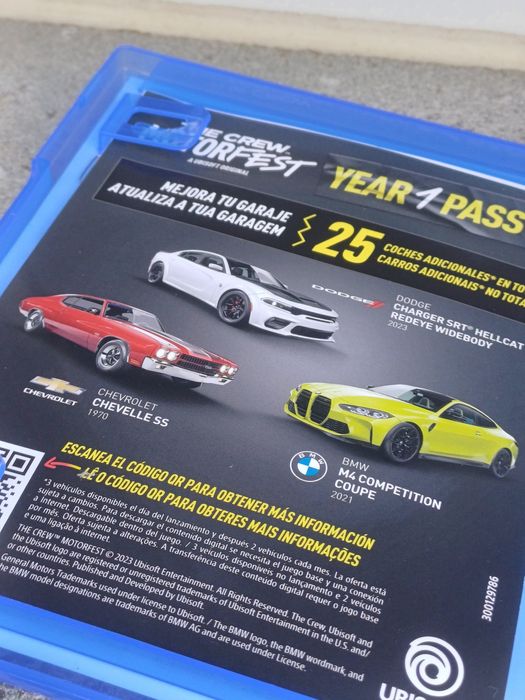 THE CREW
MOTORFEST
A UBISOFT ORIGINAL
YEAR 1 PASS
MEJORA TU GARAJE
ATUALIZA A TUA GARAGEM
25
COCHES ADICIONALES* EN
CARROS ADICIONAIS* NO
DODGE
DODGE
CHARGER SRT® HELLCAT
REDEYE WIDEBODY
2023
CHEVROLET
CHEVROLET
CHEVELLE SS
1970
BMW
BMW
M4 COMPETITION
COUPE
2021
ESCANEA EL CÓDIGO QR PARA OBTENER MÁS INFORMACIÓN
LÊ O CÓDIGO QR PARA OBTERES MAIS INFORMAÇÕES
*3 vehículos disponibles el día del lanzamiento y después 2 vehículos cada mes. La oferta está
sujeta a cambios. Para descargar el contenido digital se necesita el juego base y una conexión
a Internet. Descargable dentro del juego / 3 veículos disponíveis no lançamento e 2 veículos
por mês. Oferta sujeita a alterações. A transferência deste conteúdo digital requer o jogo base
e uma ligação à internet.
THE CREW™ MOTORFEST © 2023 Ubisoft Entertainment. All Rights Reserved. The Crew, Ubisoft and
the Ubisoft logo are registered or unregistered trademarks of Ubisoft Entertainment in the U.S. and/
or other countries. Published and Developed by Ubisoft.
General Motors Trademarks used under license to Ubisoft. / The BMW logo, the BMW wordmark, and
the BMW model designations are trademarks of BMW AG and are used under License.
300129786